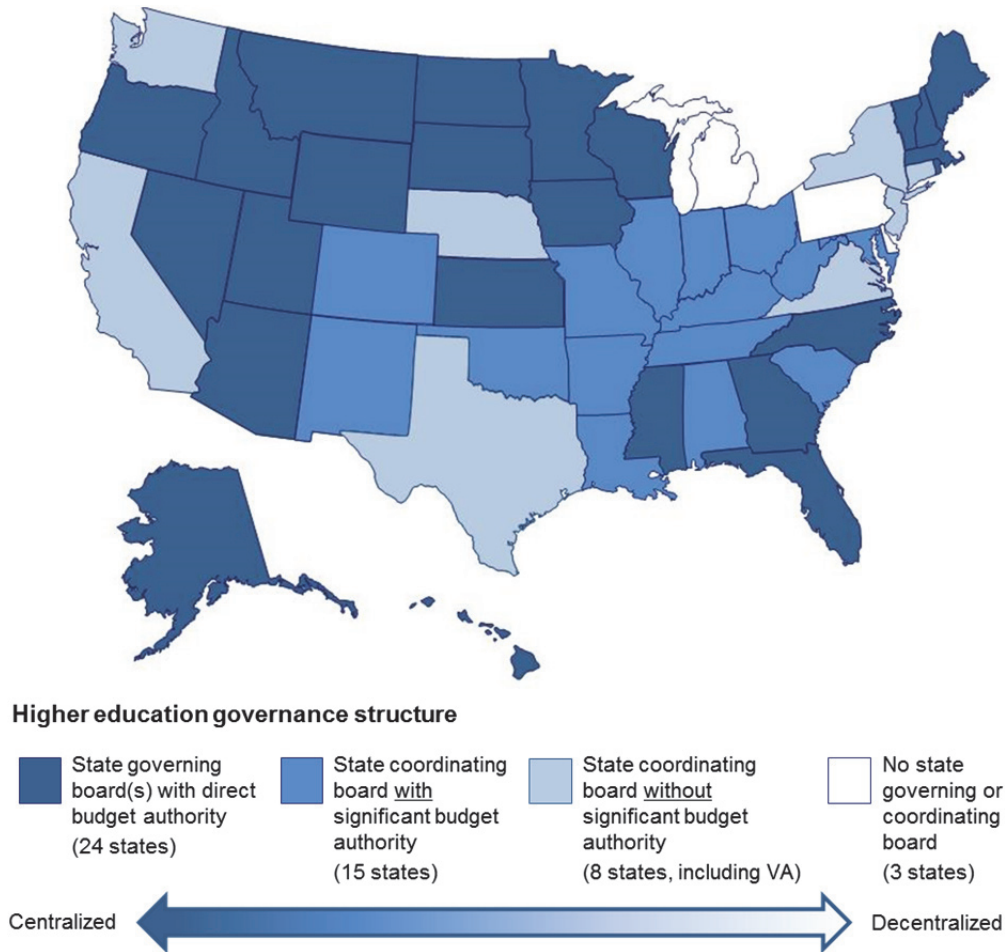 Higher education governance structure
State governing
board(s) with direct
budget authority
(24 states)
State coordinating
board with
significant budget
authority
(15 states)
State coordinating
board without
significant budget
authority
(8 states, including VA)
No state
governing or
coordinating
board
(3 states)
Centralized
Decentralized